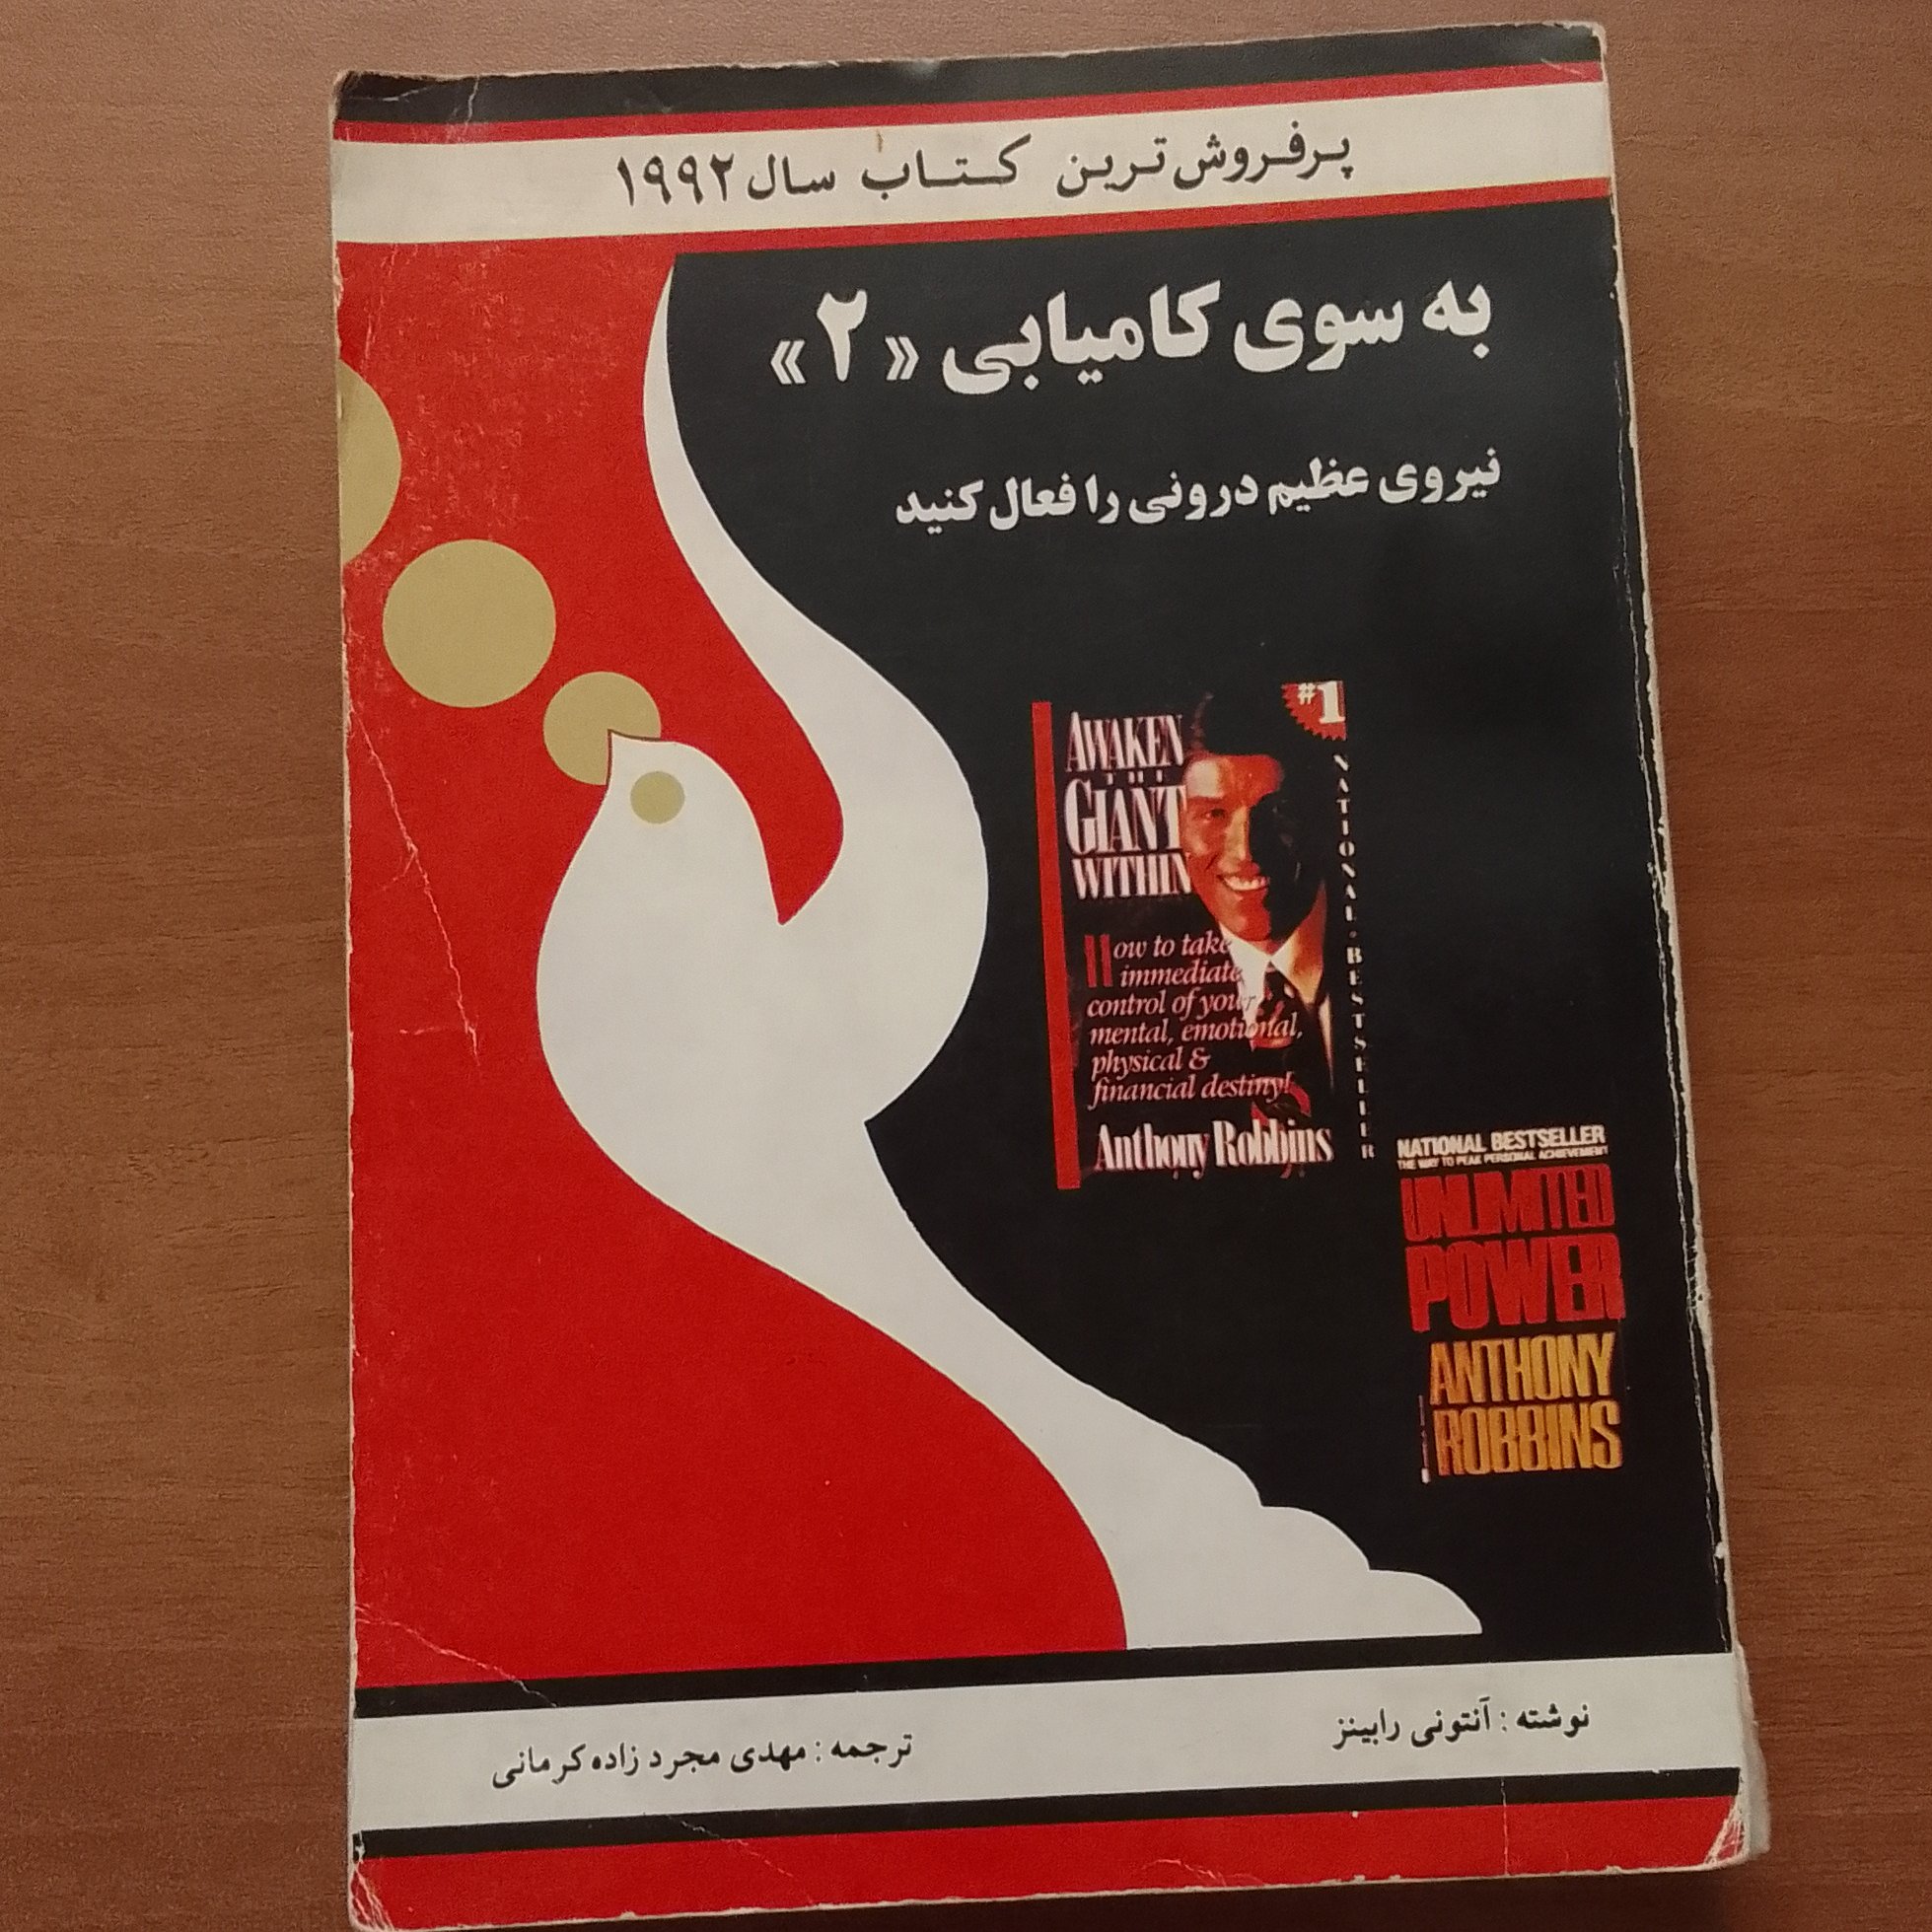 پرفروش‌ترین کتاب سال ۱۹۹۲
به سوی کامیابی «۲»
نیروی عظیم درونی را فعال کنید
#1
AWAKEN
THE
GIANT
WITHIN
How to take
immediate
control of your
mental, emotional,
physical &
financial destiny!
Anthony Robbins
NATIONAL BESTSELLER
NATIONAL BESTSELLER
THE WAY TO PEAK PERSONAL ACHIEVEMENT
UNLIMITED
POWER
ANTHONY
ROBBINS
نوشته : آنتونی رابینز
ترجمه : مهدی مجردزاده کرمانی